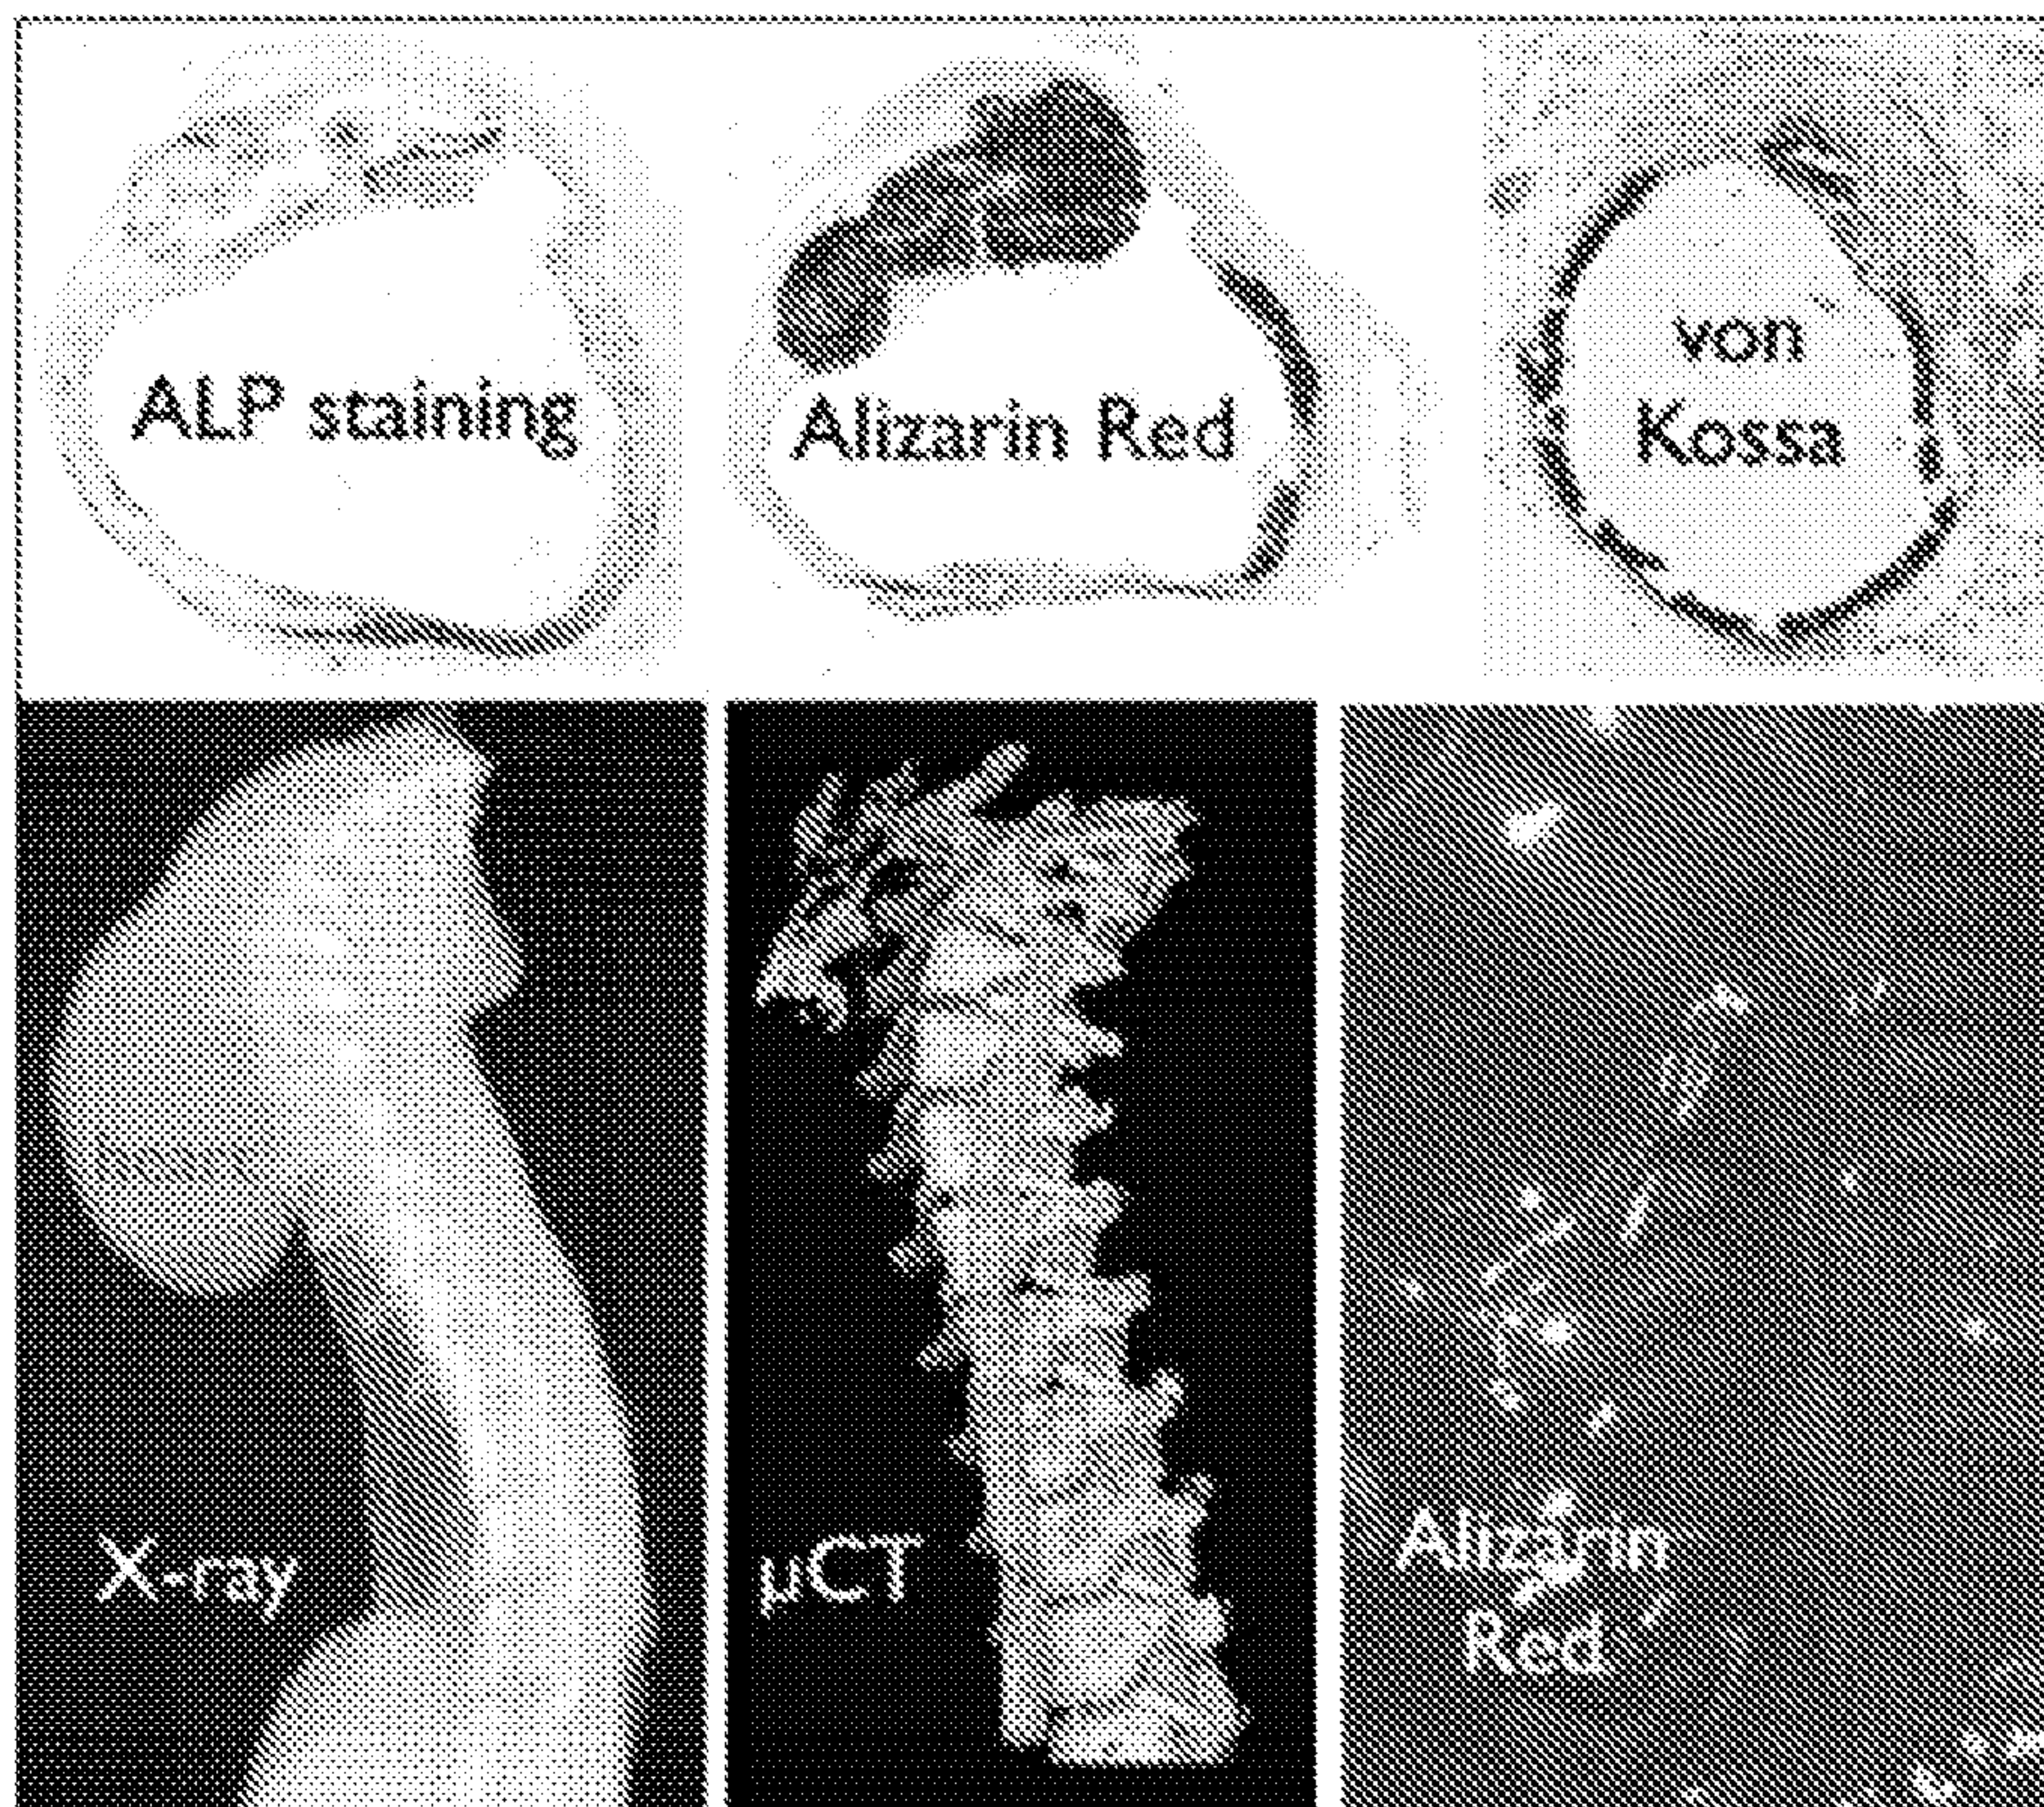 ALP staining
Alizarin Red
von
Kossa
X-ray
µCT
Alizarin
Red